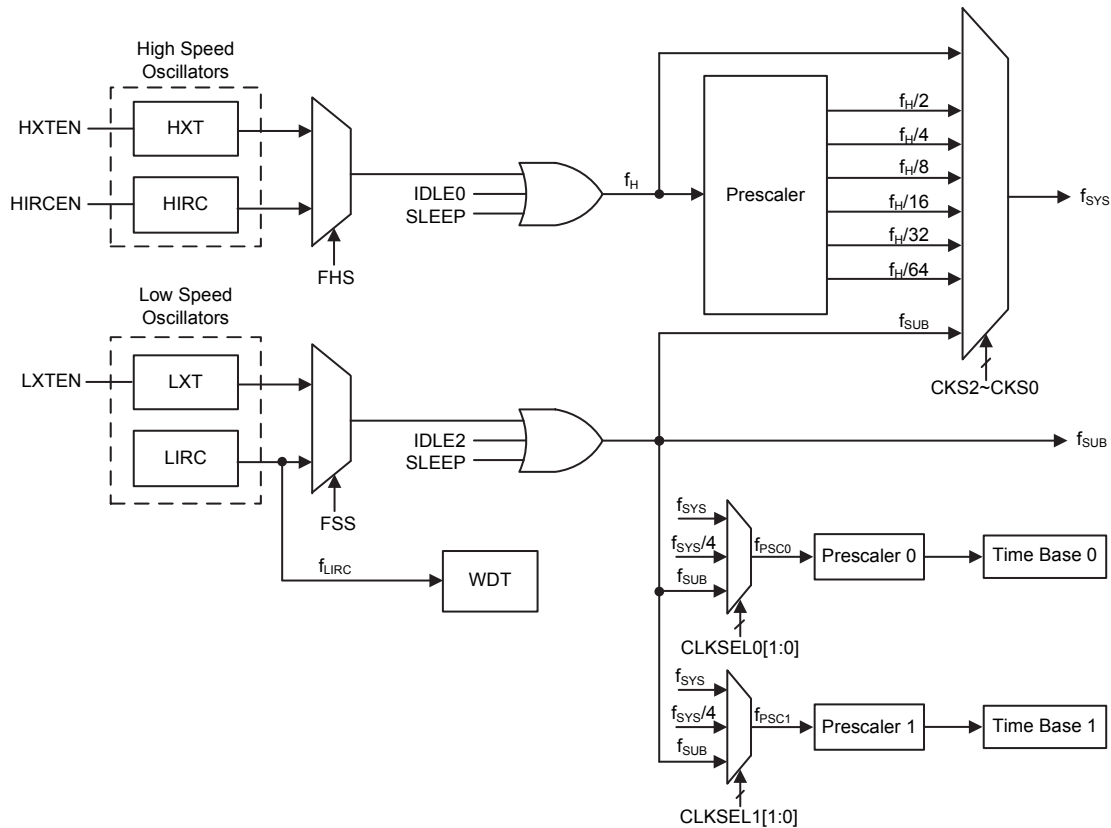 High Speed
Oscillators
HXTEN
HXT
HIRCEN
HIRC
FHS
IDLE0
SLEEP
fH
Prescaler
fH/2
fH/4
fH/8
fH/16
fH/32
fH/64
fSUB
fSYS
CKS2~CKS0
Low Speed
Oscillators
LXTEN
LXT
LIRC
FSS
IDLE2
SLEEP
fSUB
fLIRC
WDT
fSYS
fSYS/4
fSUB
fPSC0
Prescaler 0
Time Base 0
CLKSEL0[1:0]
fSYS
fSYS/4
fSUB
fPSC1
Prescaler 1
Time Base 1
CLKSEL1[1:0]